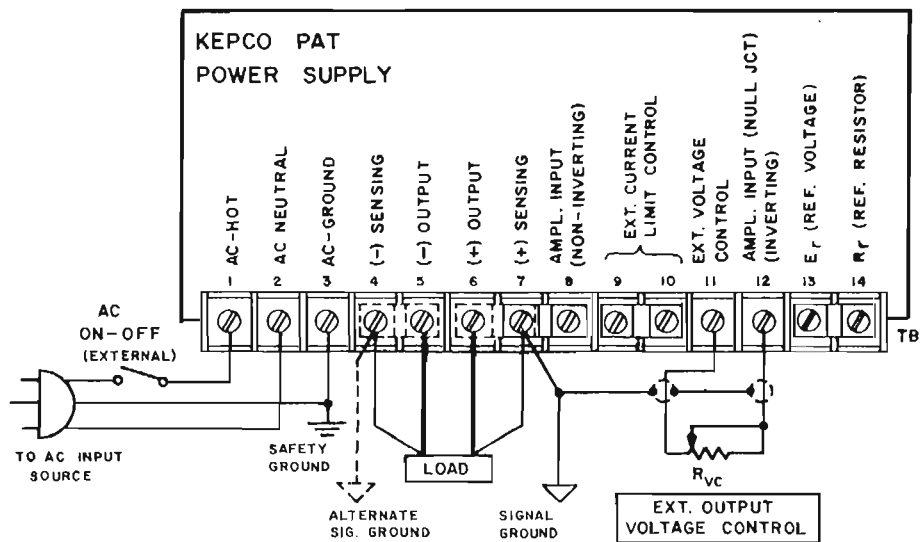 KEPCO PAT
POWER SUPPLY
AC-HOT
AC NEUTRAL
AC-GROUND
(-) SENSING
(-) OUTPUT
(+) OUTPUT
(+) SENSING
AMPL. INPUT
(NON-INVERTING)
EXT. CURRENT
LIMIT CONTROL
EXT. VOLTAGE
CONTROL
AMPL. INPUT (NULL JCT)
(INVERTING)
Er (REF. VOLTAGE)
Rr (REF. RESISTOR)
1 2 3 4 5 6 7 8 9 10 11 12 13 14
TB
AC
ON-OFF
(EXTERNAL)
TO AC INPUT
SOURCE
SAFETY
GROUND
LOAD
ALTERNATE
SIG. GROUND
SIGNAL
GROUND
RVC
EXT. OUTPUT
VOLTAGE CONTROL